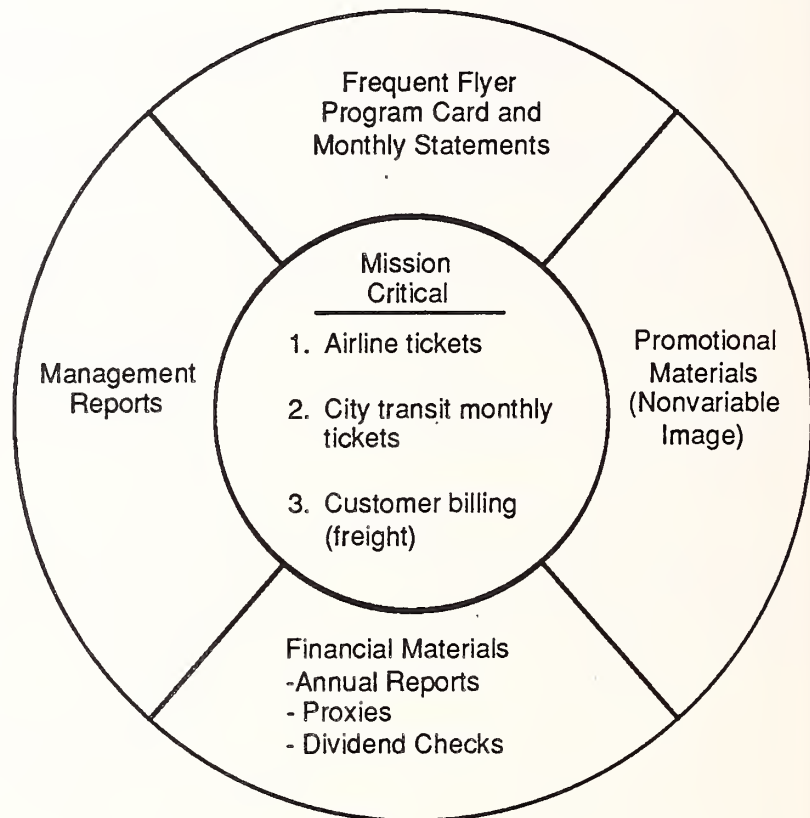 Frequent Flyer
Program Card and
Monthly Statements
Mission
Critical
1. Airline tickets
2. City transit monthly
tickets
3. Customer billing
(freight)
Management
Reports
Promotional
Materials
(Nonvariable
Image)
Financial Materials
-Annual Reports
- Proxies
- Dividend Checks